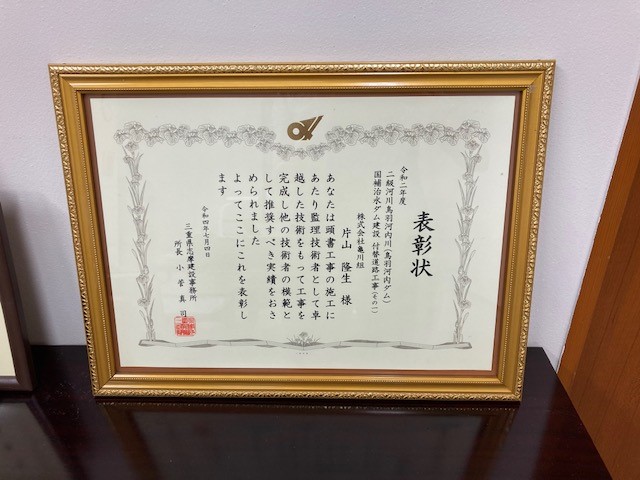 表彰状
令和二年度
二級河川鳥羽河内川(鳥羽河内ダム)
国補治水ダム建設 付替道路工事(その一)
株式会社亀川組
片山 隆生 様
あなたは頭書工事の施工に
あたり監理技術者として卓
越した技術をもって工事を
完成し他の技術者の模範と
して推奨すべき実績をおさ
められました
よってここにこれを表彰し
ます
令和四年七月四日
三重県志摩建設事務所
所長 小菅真司